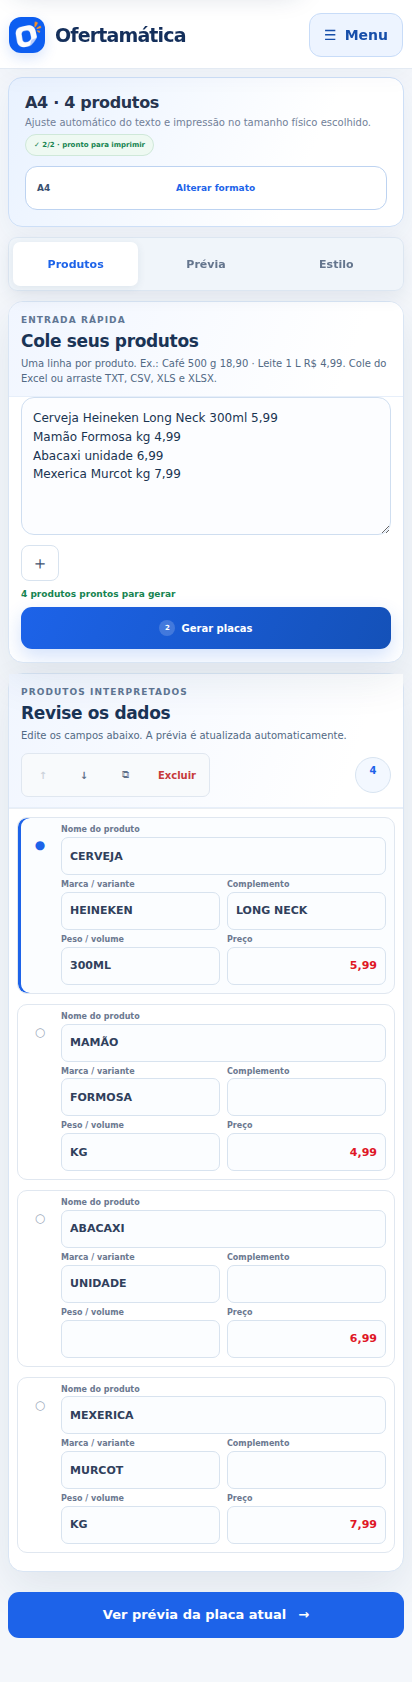 Ofertamática
☰ Menu
A4 · 4 produtos
Ajuste automático do texto e impressão no tamanho físico escolhido.
✓ 2/2 · pronto para imprimir
A4 Alterar formato
Produtos Prévia Estilo
ENTRADA RÁPIDA
Cole seus produtos
Uma linha por produto. Ex.: Café 500 g 18,90 · Leite 1 L R$ 4,99. Cole do
Excel ou arraste TXT, CSV, XLS e XLSX.
Cerveja Heineken Long Neck 300ml 5,99
Mamão Formosa kg 4,99
Abacaxi unidade 6,99
Mexerica Murcot kg 7,99
+
4 produtos prontos para gerar
2 Gerar placas
PRODUTOS INTERPRETADOS
Revise os dados
Edite os campos abaixo. A prévia é atualizada automaticamente.
↑ ↓ ⧉ Excluir 4
Nome do produto
CERVEJA
Marca / variante Complemento
HEINEKEN LONG NECK
Peso / volume Preço
300ML 5,99
Nome do produto
MAMÃO
Marca / variante Complemento
FORMOSA
Peso / volume Preço
KG 4,99
Nome do produto
ABACAXI
Marca / variante Complemento
UNIDADE
Peso / volume Preço
6,99
Nome do produto
MEXERICA
Marca / variante Complemento
MURCOT
Peso / volume Preço
KG 7,99
Ver prévia da placa atual →